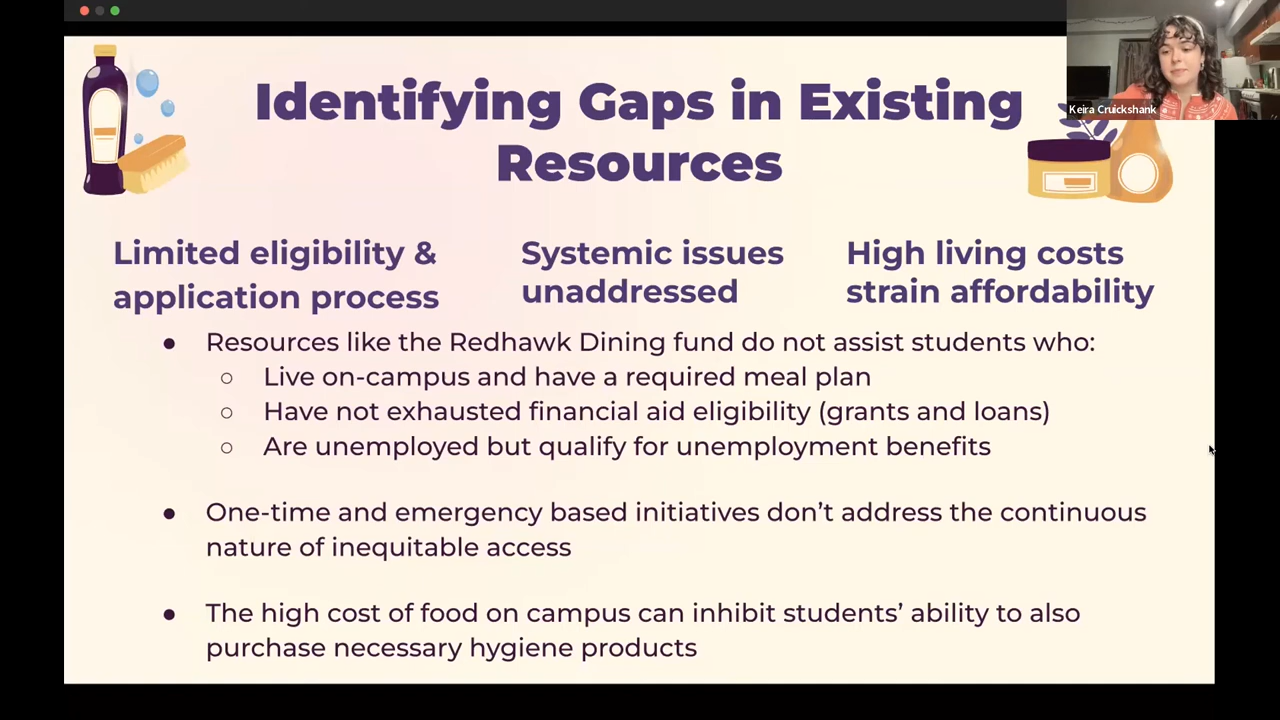 Identifying Gaps in Existing
Resources
Keira Cruickshank
Limited eligibility &
application process
Systemic issues
unaddressed
High living costs
strain affordability
● Resources like the Redhawk Dining fund do not assist students who:
○ Live on-campus and have a required meal plan
○ Have not exhausted financial aid eligibility (grants and loans)
○ Are unemployed but qualify for unemployment benefits
● One-time and emergency based initiatives don’t address the continuous
nature of inequitable access
● The high cost of food on campus can inhibit students’ ability to also
purchase necessary hygiene products